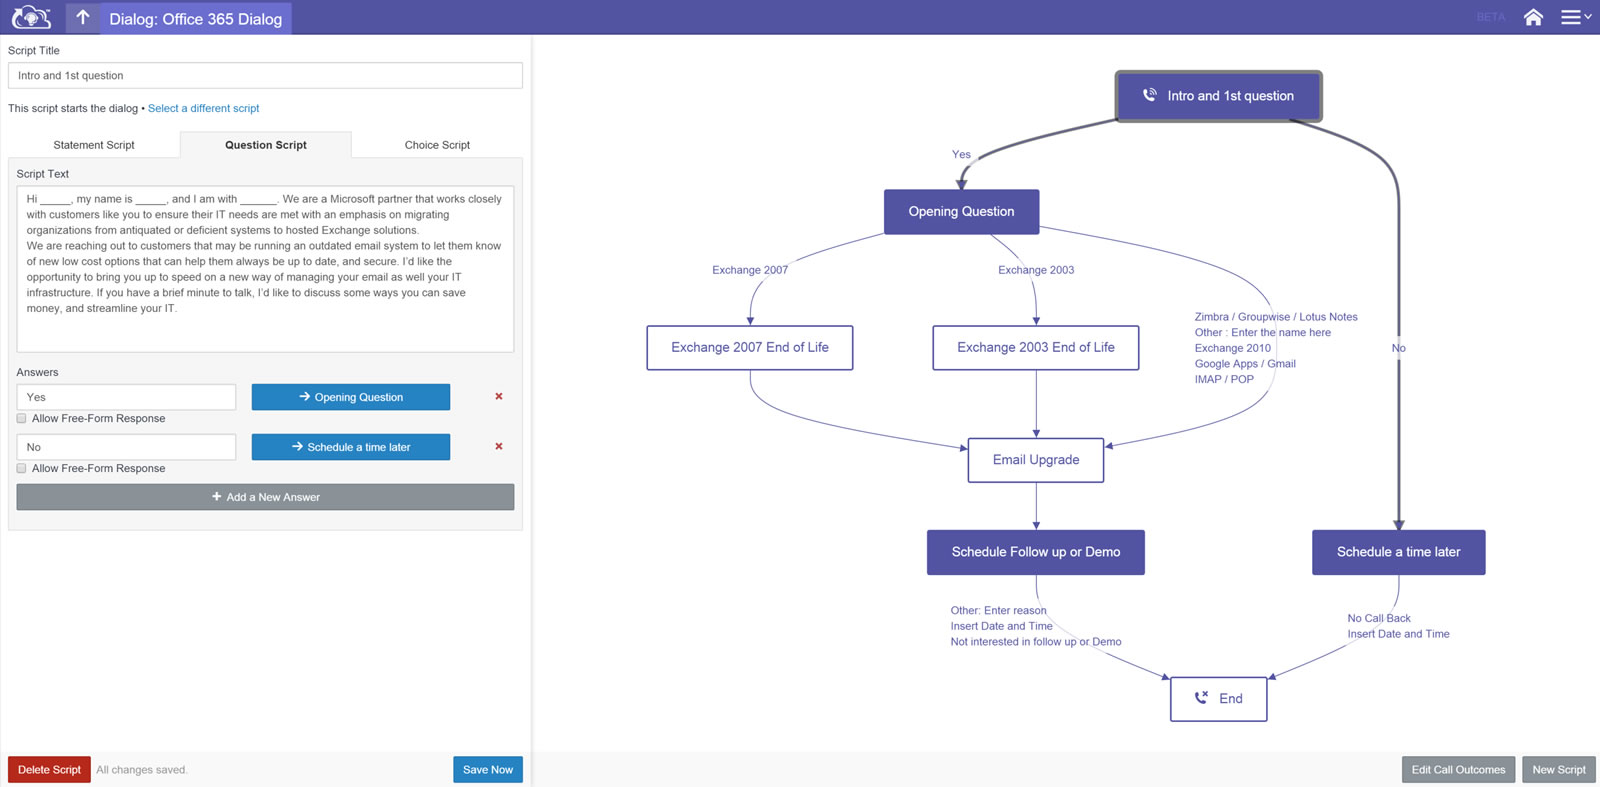 Dialog: Office 365 Dialog
BETA
Script Title
Intro and 1st question
This script starts the dialog • Select a different script
Statement Script
Question Script
Choice Script
Script Text
Hi _____, my name is _____, and I am with ______. We are a Microsoft partner that works closely
with customers like you to ensure their IT needs are met with an emphasis on migrating
organizations from antiquated or deficient systems to hosted Exchange solutions.
We are reaching out to customers that may be running an outdated email system to let them know
of new low cost options that can help them always be up to date, and secure. I'd like the
opportunity to bring you up to speed on a new way of managing your email as well your IT
infrastructure. If you have a brief minute to talk, I'd like to discuss some ways you can save
money, and streamline your IT.
Answers
Yes
Opening Question
Allow Free-Form Response
No
Schedule a time later
Allow Free-Form Response
Add a New Answer
Delete Script
All changes saved.
Save Now
Intro and 1st question
Yes
Opening Question
Exchange 2007
Exchange 2003
Zimbra / Groupwise / Lotus Notes
Other : Enter the name here
Exchange 2010
Google Apps / Gmail
IMAP / POP
No
Exchange 2007 End of Life
Exchange 2003 End of Life
Email Upgrade
Schedule Follow up or Demo
Schedule a time later
Other: Enter reason
Insert Date and Time
Not interested in follow up or Demo
No Call Back
Insert Date and Time
End
Edit Call Outcomes
New Script